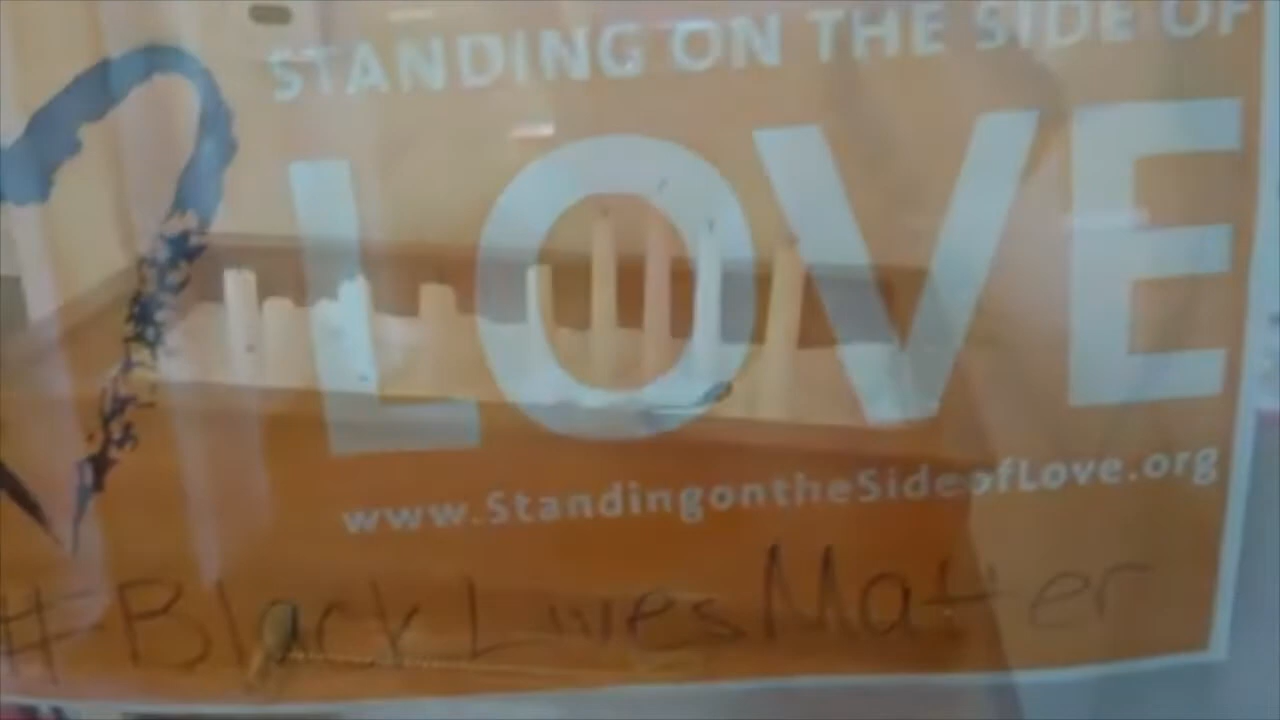 STANDING ON THE SIDE OF
LOVE
www.StandingontheSideofLove.org
#BlackLivesMatter